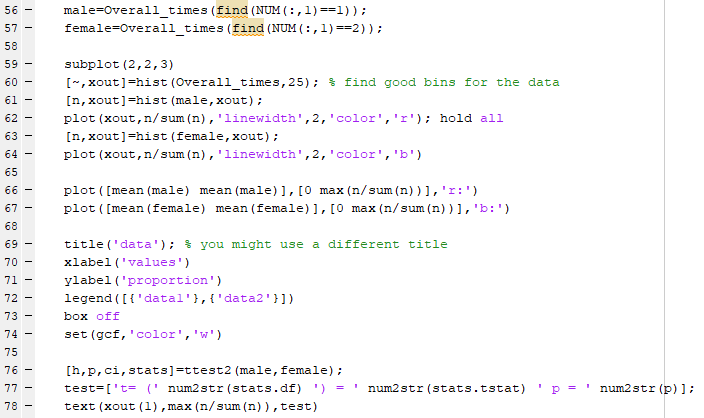 56 – male=Overall_times(find(NUM(:,1)==1));
57 – female=Overall_times(find(NUM(:,1)==2));
58
59 – subplot(2,2,3)
60 – [~,xout]=hist(Overall_times,25); % find good bins for the data
61 – [n,xout]=hist(male,xout);
62 – plot(xout,n/sum(n),'linewidth',2,'color','r'); hold all
63 – [n,xout]=hist(female,xout);
64 – plot(xout,n/sum(n),'linewidth',2,'color','b')
65
66 – plot([mean(male) mean(male)],[0 max(n/sum(n))],'r:')
67 – plot([mean(female) mean(female)],[0 max(n/sum(n))],'b:')
68
69 – title('data'); % you might use a different title
70 – xlabel('values')
71 – ylabel('proportion')
72 – legend([{'data1'},{'data2'}])
73 – box off
74 – set(gcf,'color','w')
75
76 – [h,p,ci,stats]=ttest2(male,female);
77 – test=['t= (' num2str(stats.df) ') = ' num2str(stats.tstat) ' p = ' num2str(p)];
78 – text(xout(1),max(n/sum(n)),test)